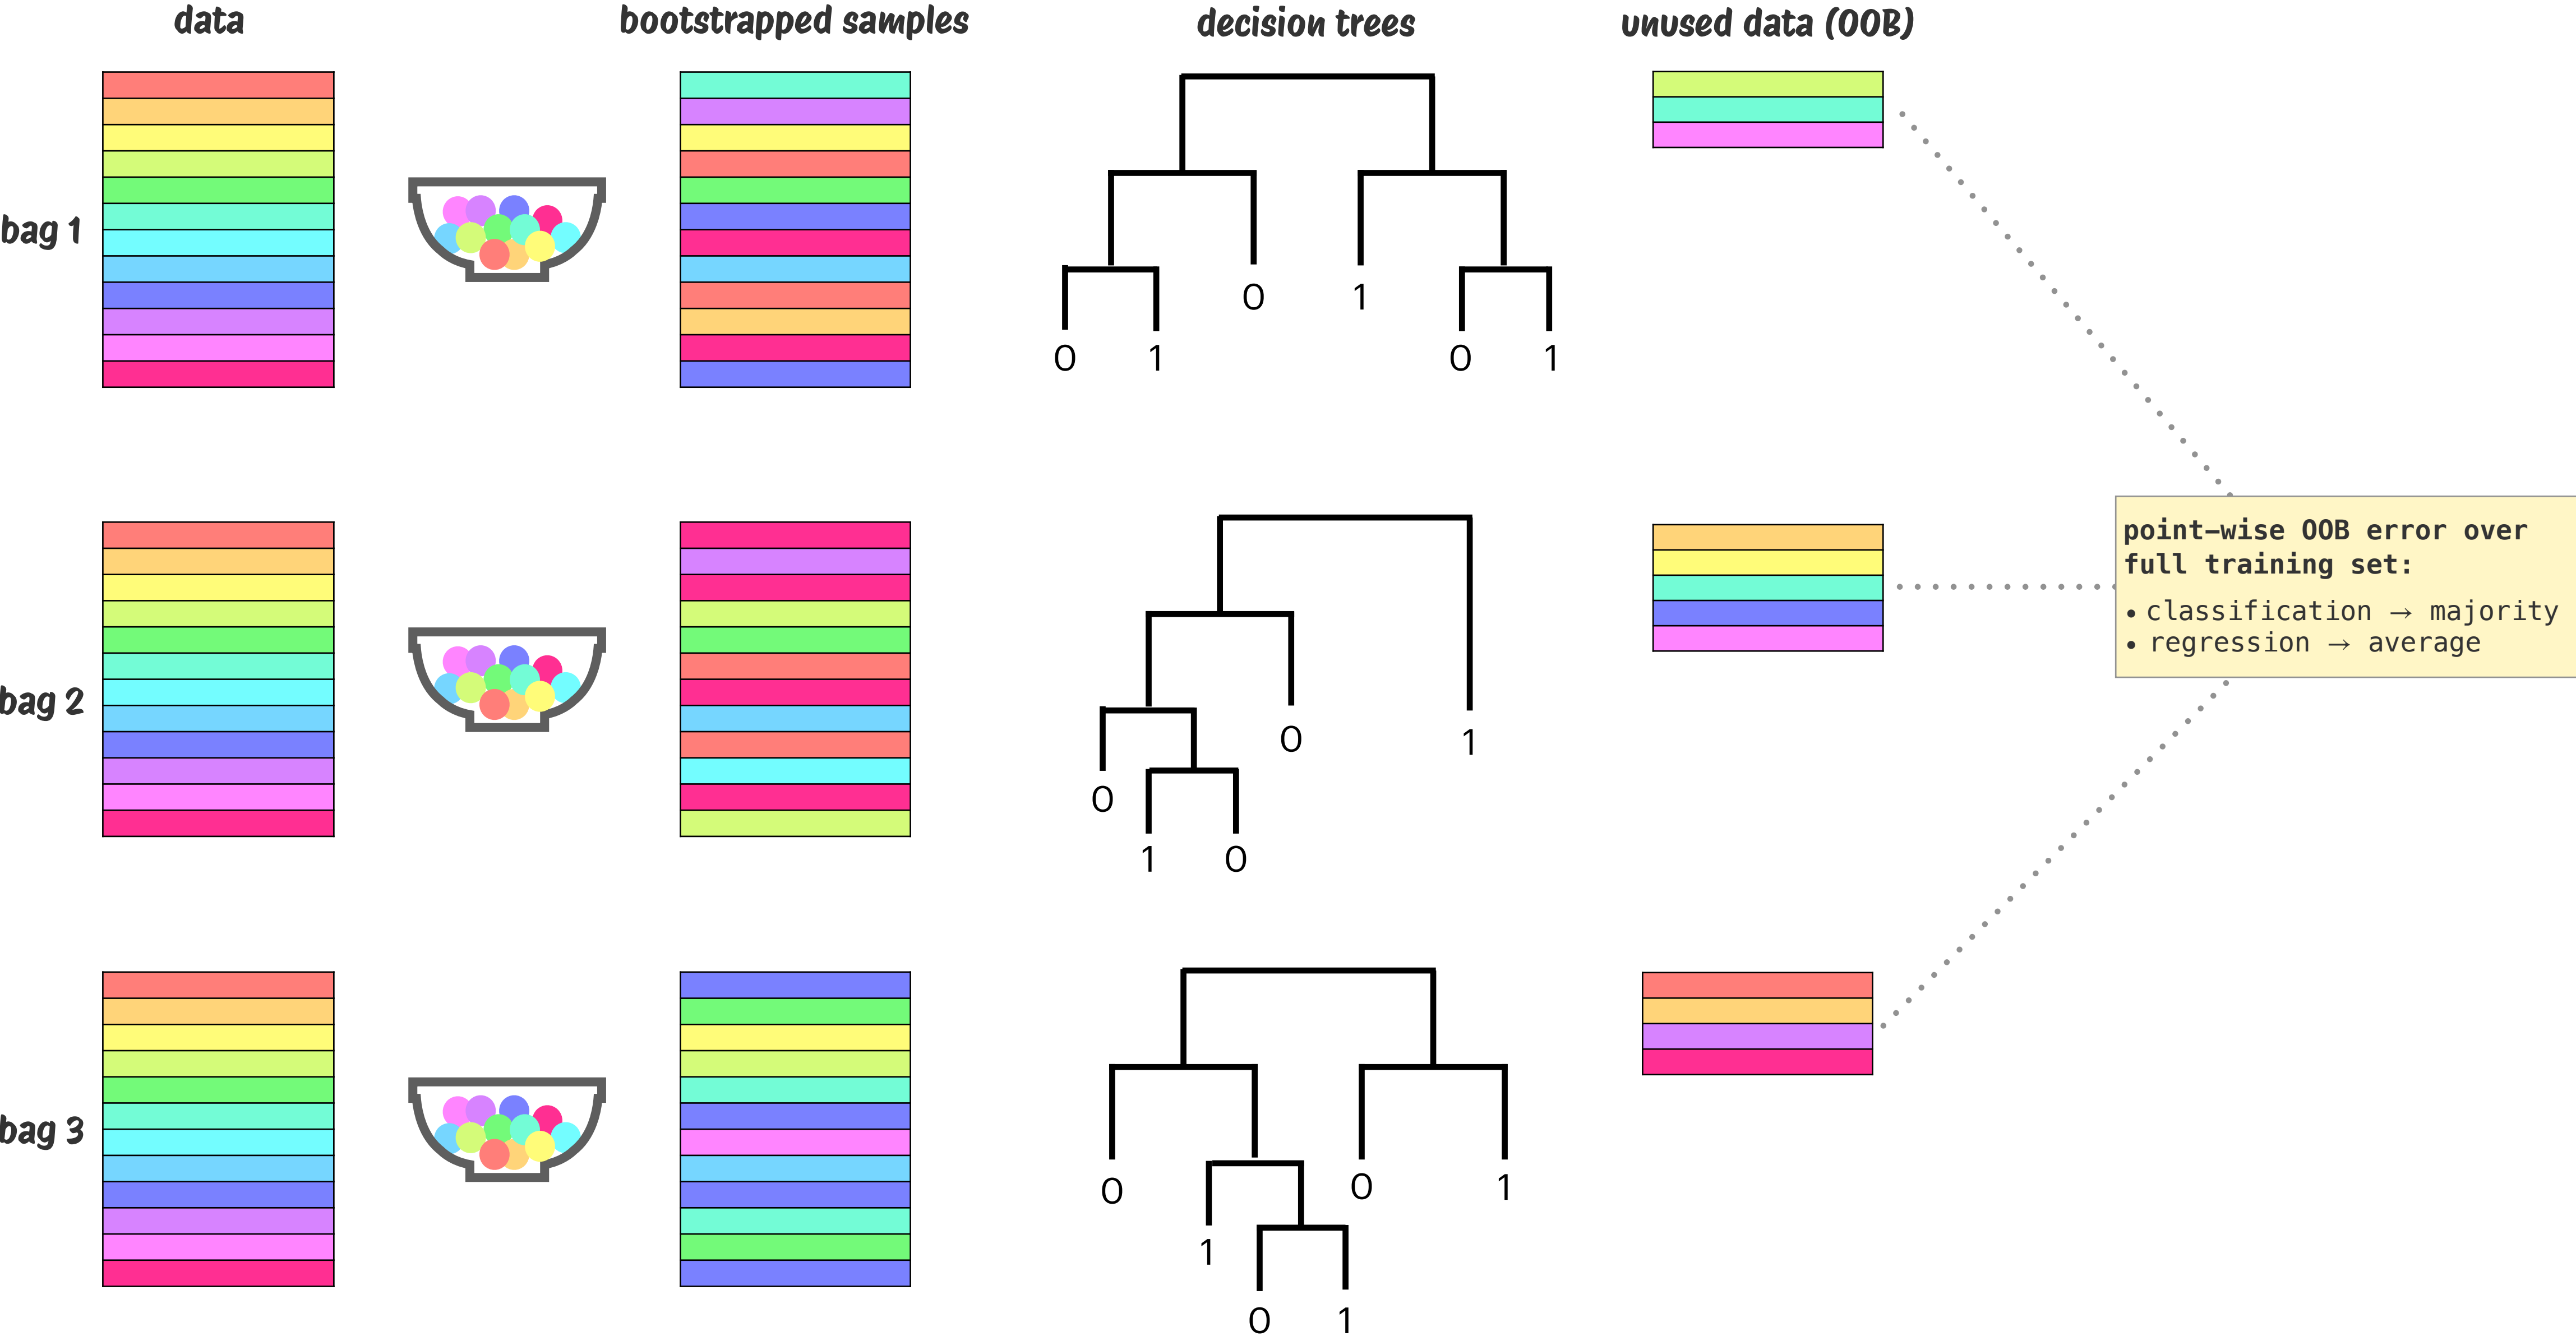 data
bootstrapped samples
decision trees
unused data (OOB)
bag 1
0
1
0
1
0
1
bag 2
0
1
0
1
0
point-wise OOB error over
full training set:
• classification → majority
• regression → average
bag 3
0
0
1
1
0
1